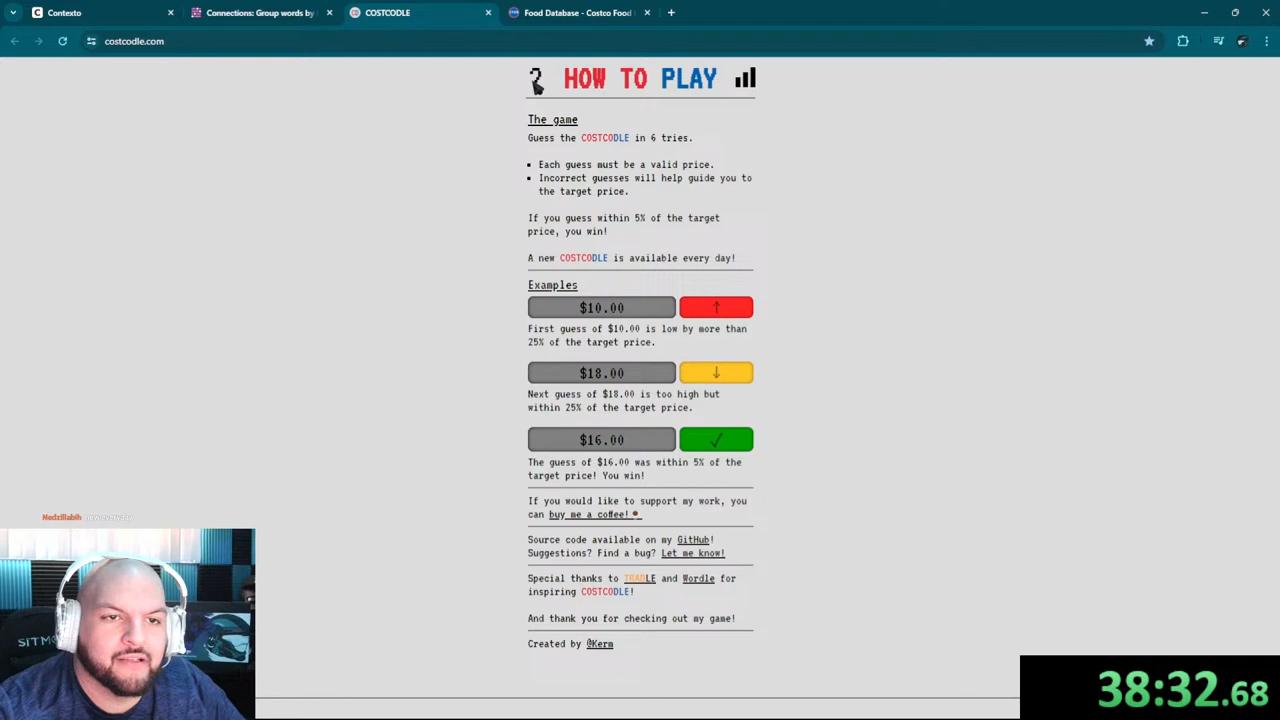 Contexto
Connections: Group words by
COSTCODLE
Food Database - Costco Food
costcodle.com
HOW TO PLAY
The game
Guess the COSTCODLE in 6 tries.
Each guess must be a valid price.
Incorrect guesses will help guide you to
the target price.
If you guess within 5% of the target
price, you win!
A new COSTCODLE is available every day!
Examples
$10.00 ↑
First guess of $10.00 is low by more than
25% of the target price.
$18.00 ↓
Next guess of $18.00 is too high but
within 25% of the target price.
$16.00 ✓
The guess of $16.00 was within 5% of the
target price! You win!
If you would like to support my work, you
can buy me a coffee!
Source code available on my GitHub!
Suggestions? Find a bug? Let me know!
Special thanks to TRADLE and Wordle for
inspiring COSTCODLE!
And thank you for checking out my game!
Created by @Kerm
Nedzillabih
SITM
38:32.68